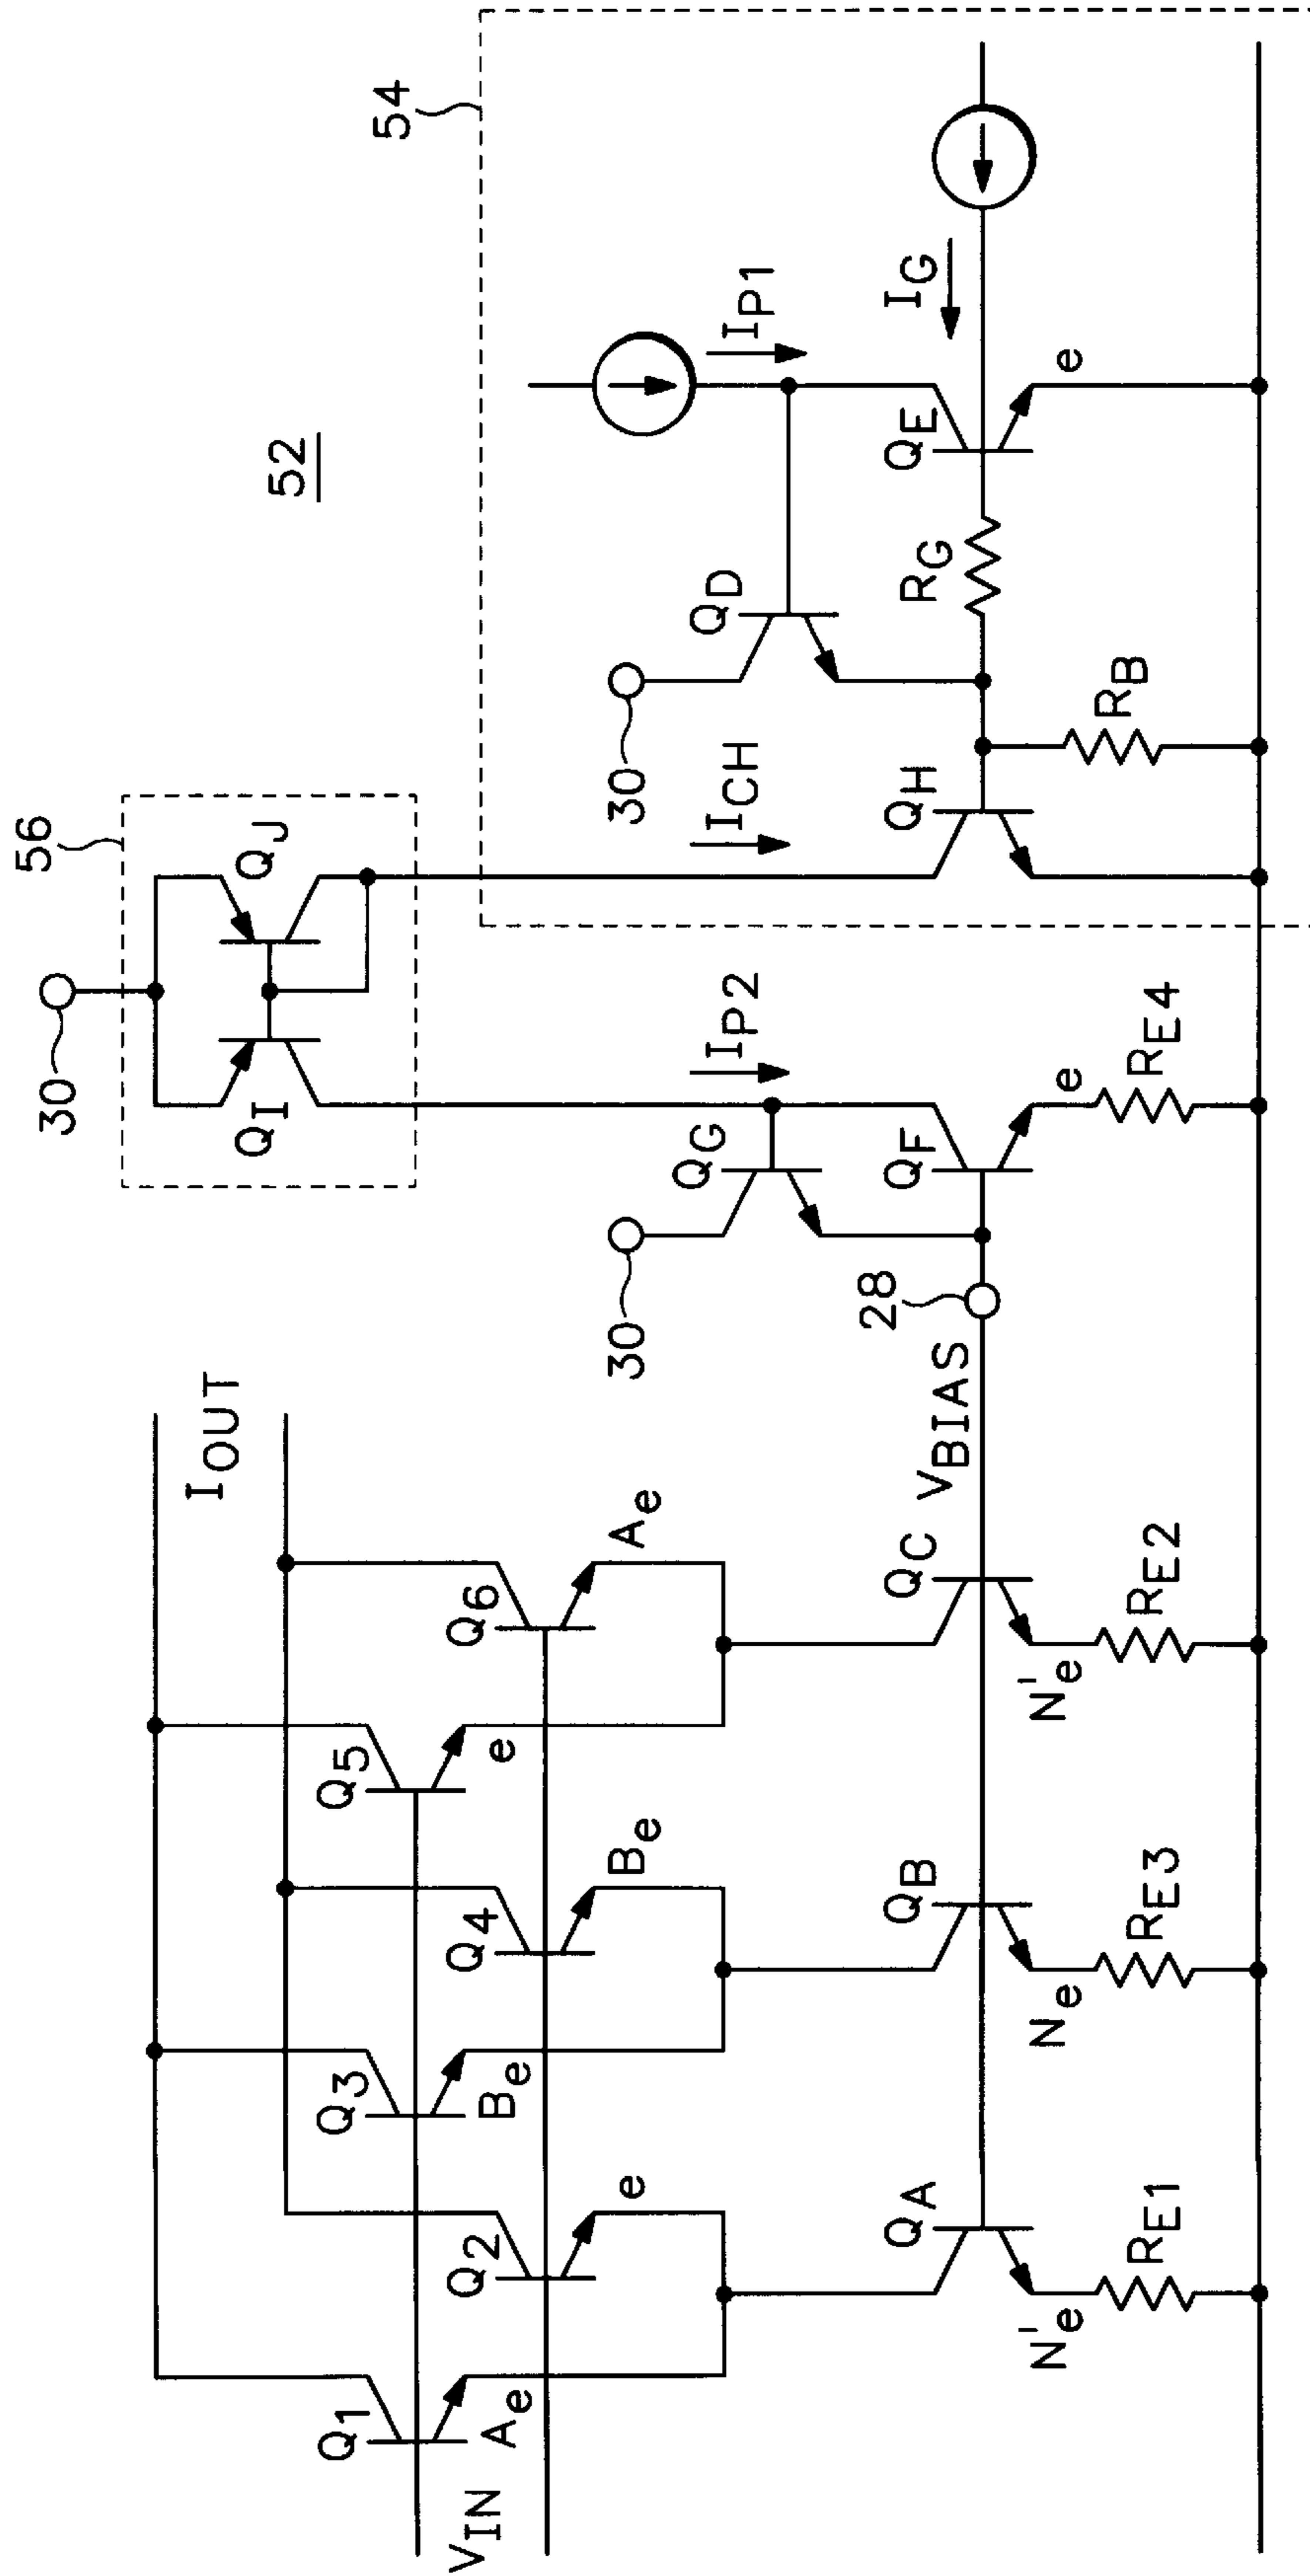 56
30
QI
QJ
52
54
IOUT
Q1
Ae
Q2
e
Q3
Be
Q4
Be
Q5
e
Q6
Ae
VIN
30
QG
IP2
ICH
30
QD
IP1
QA
N'e
RE1
QB
Ne
RE3
QC
N'e
RE2
VBIAS
28
QF
e
RE4
QH
RB
RG
QE
e
IG